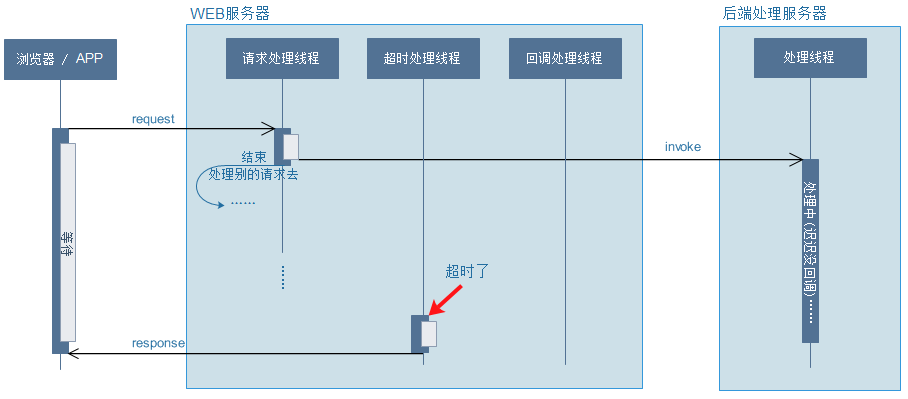 WEB服务器
后端处理服务器
浏览器 / APP
请求处理线程
超时处理线程
回调处理线程
处理线程
request
结束
处理别的请求去
……
invoke
等待
处理中(迟迟没回调)……
……
超时了
response